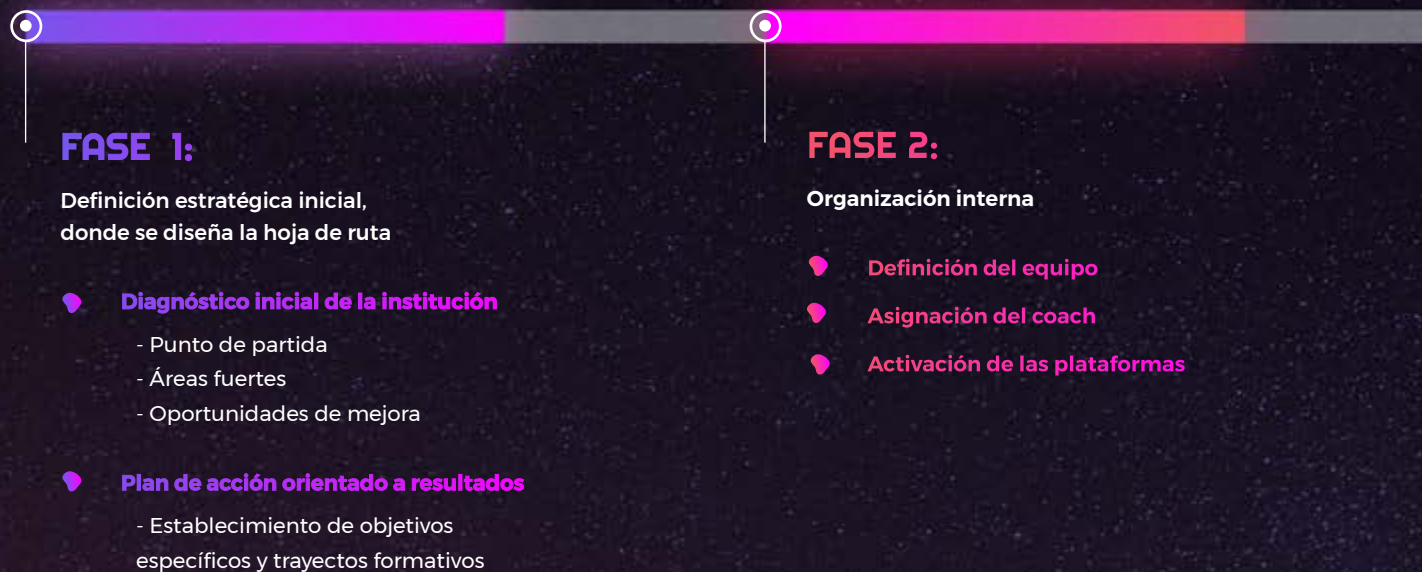 FASE 1:
Definición estratégica inicial,
donde se diseña la hoja de ruta
Diagnóstico inicial de la institución
- Punto de partida
- Áreas fuertes
- Oportunidades de mejora
Plan de acción orientado a resultados
- Establecimiento de objetivos
específicos y trayectos formativos
FASE 2:
Organización interna
Definición del equipo
Asignación del coach
Activación de las plataformas